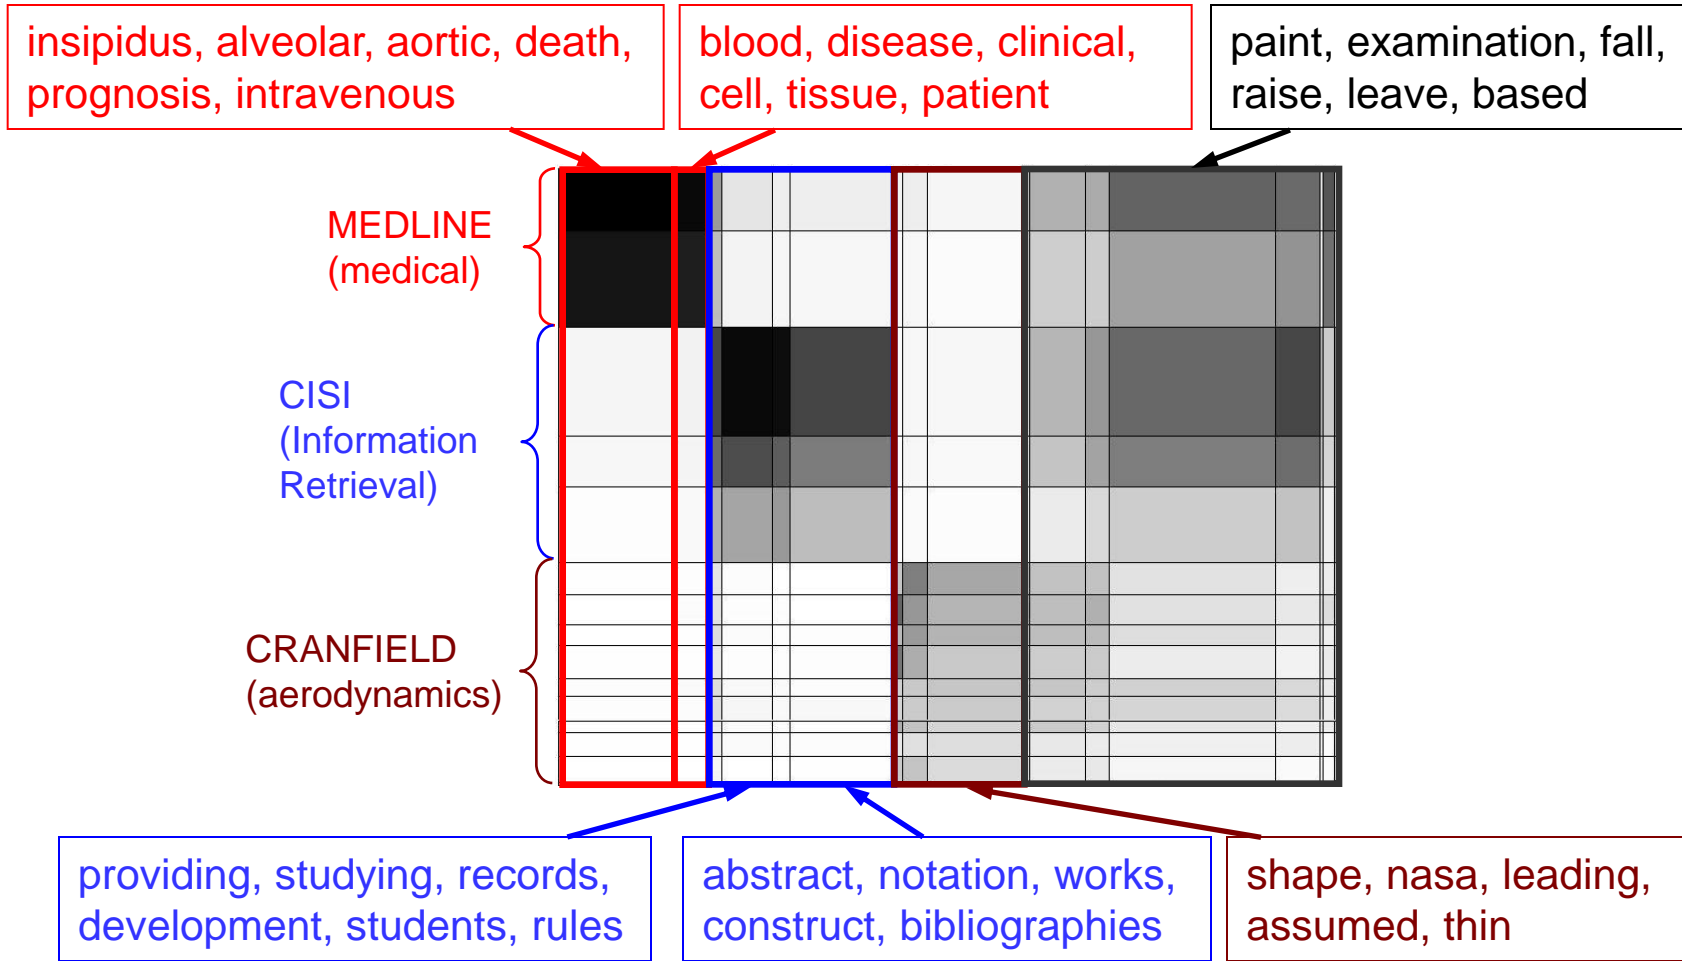 insipidus, alveolar, aortic, death,
prognosis, intravenous
blood, disease, clinical,
cell, tissue, patient
paint, examination, fall,
raise, leave, based
MEDLINE
(medical)
CISI
(Information
Retrieval)
CRANFIELD
(aerodynamics)
providing, studying, records,
development, students, rules
abstract, notation, works,
construct, bibliographies
shape, nasa, leading,
assumed, thin